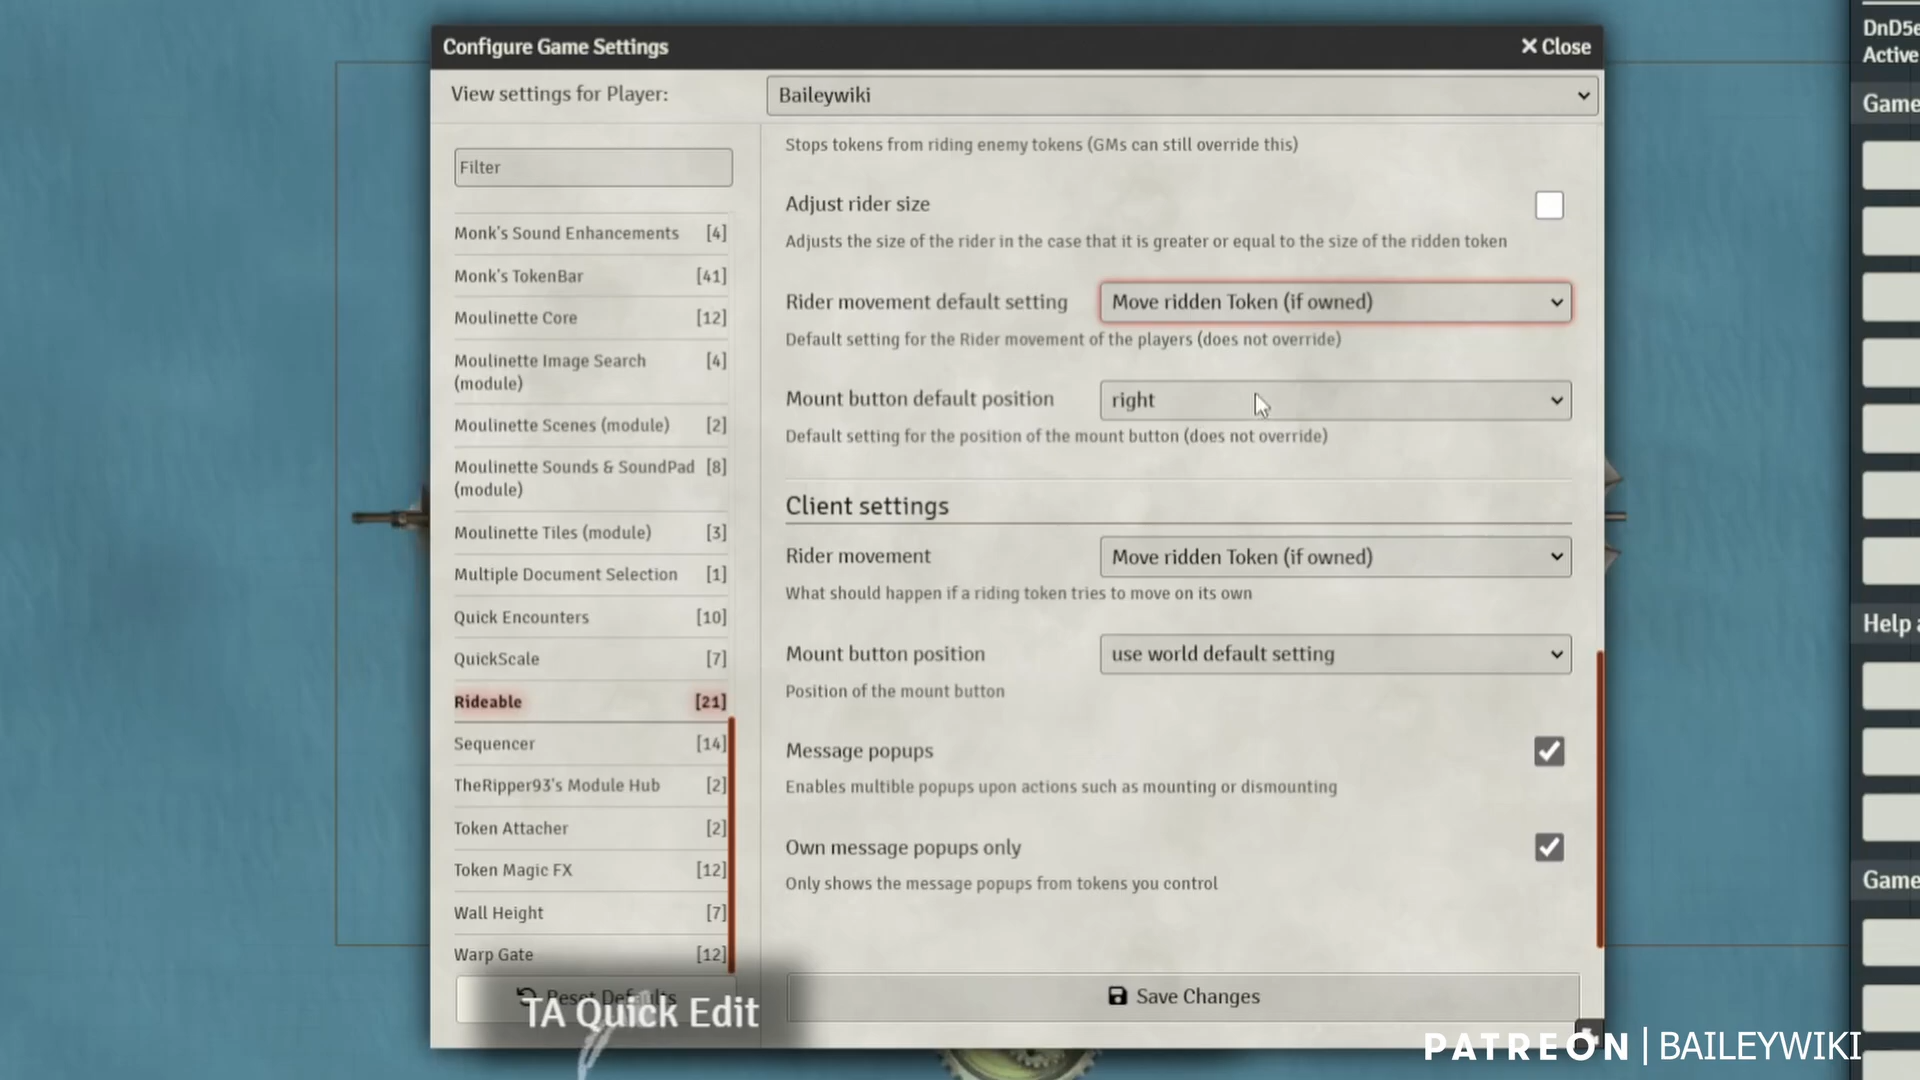 Configure Game Settings
Close
View settings for Player:
Baileywiki
Filter
Monk's Sound Enhancements [4]
Monk's TokenBar [41]
Moulinette Core [12]
Moulinette Image Search [4]
(module)
Moulinette Scenes (module) [2]
Moulinette Sounds & SoundPad [8]
(module)
Moulinette Tiles (module) [3]
Multiple Document Selection [1]
Quick Encounters [10]
QuickScale [7]
Rideable [21]
Sequencer [14]
TheRipper93's Module Hub [2]
Token Attacher [2]
Token Magic FX [12]
Wall Height [7]
Warp Gate [12]
Reset Defaults
Stops tokens from riding enemy tokens (GMs can still override this)
Adjust rider size
Adjusts the size of the rider in the case that it is greater or equal to the size of the ridden token
Rider movement default setting Move ridden Token (if owned)
Default setting for the Rider movement of the players (does not override)
Mount button default position right
Default setting for the position of the mount button (does not override)
Client settings
Rider movement Move ridden Token (if owned)
What should happen if a riding token tries to move on its own
Mount button position use world default setting
Position of the mount button
Message popups
Enables multible popups upon actions such as mounting or dismounting
Own message popups only
Only shows the message popups from tokens you control
Save Changes
DnD5e
Active
Game
Help
Game
TA Quick Edit
PATREON | BAILEYWIKI